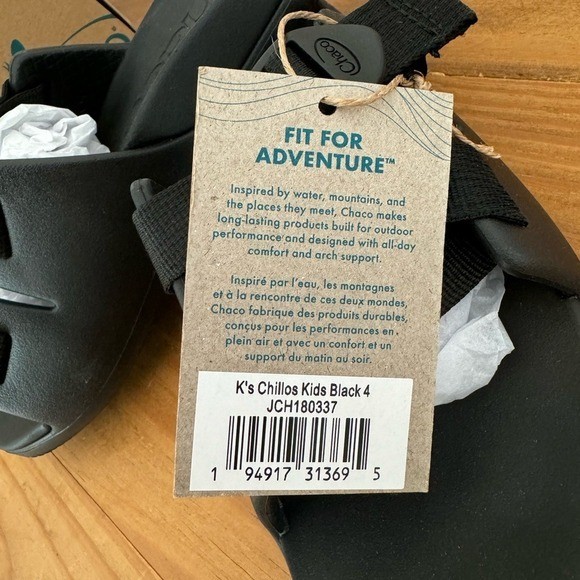 Chaco
FIT FOR
ADVENTURE™
Inspired by water, mountains, and
the places they meet, Chaco makes
long-lasting products built for outdoor
performance and designed with all-day
comfort and arch support.
Inspiré par l'eau, les montagnes
et à la rencontre de ces deux mondes,
Chaco fabrique des produits durables,
conçus pour les performances en
plein air et avec un confort et un
support du matin au soir.
K's Chillos Kids Black 4
JCH180337
1 94917 31369 5